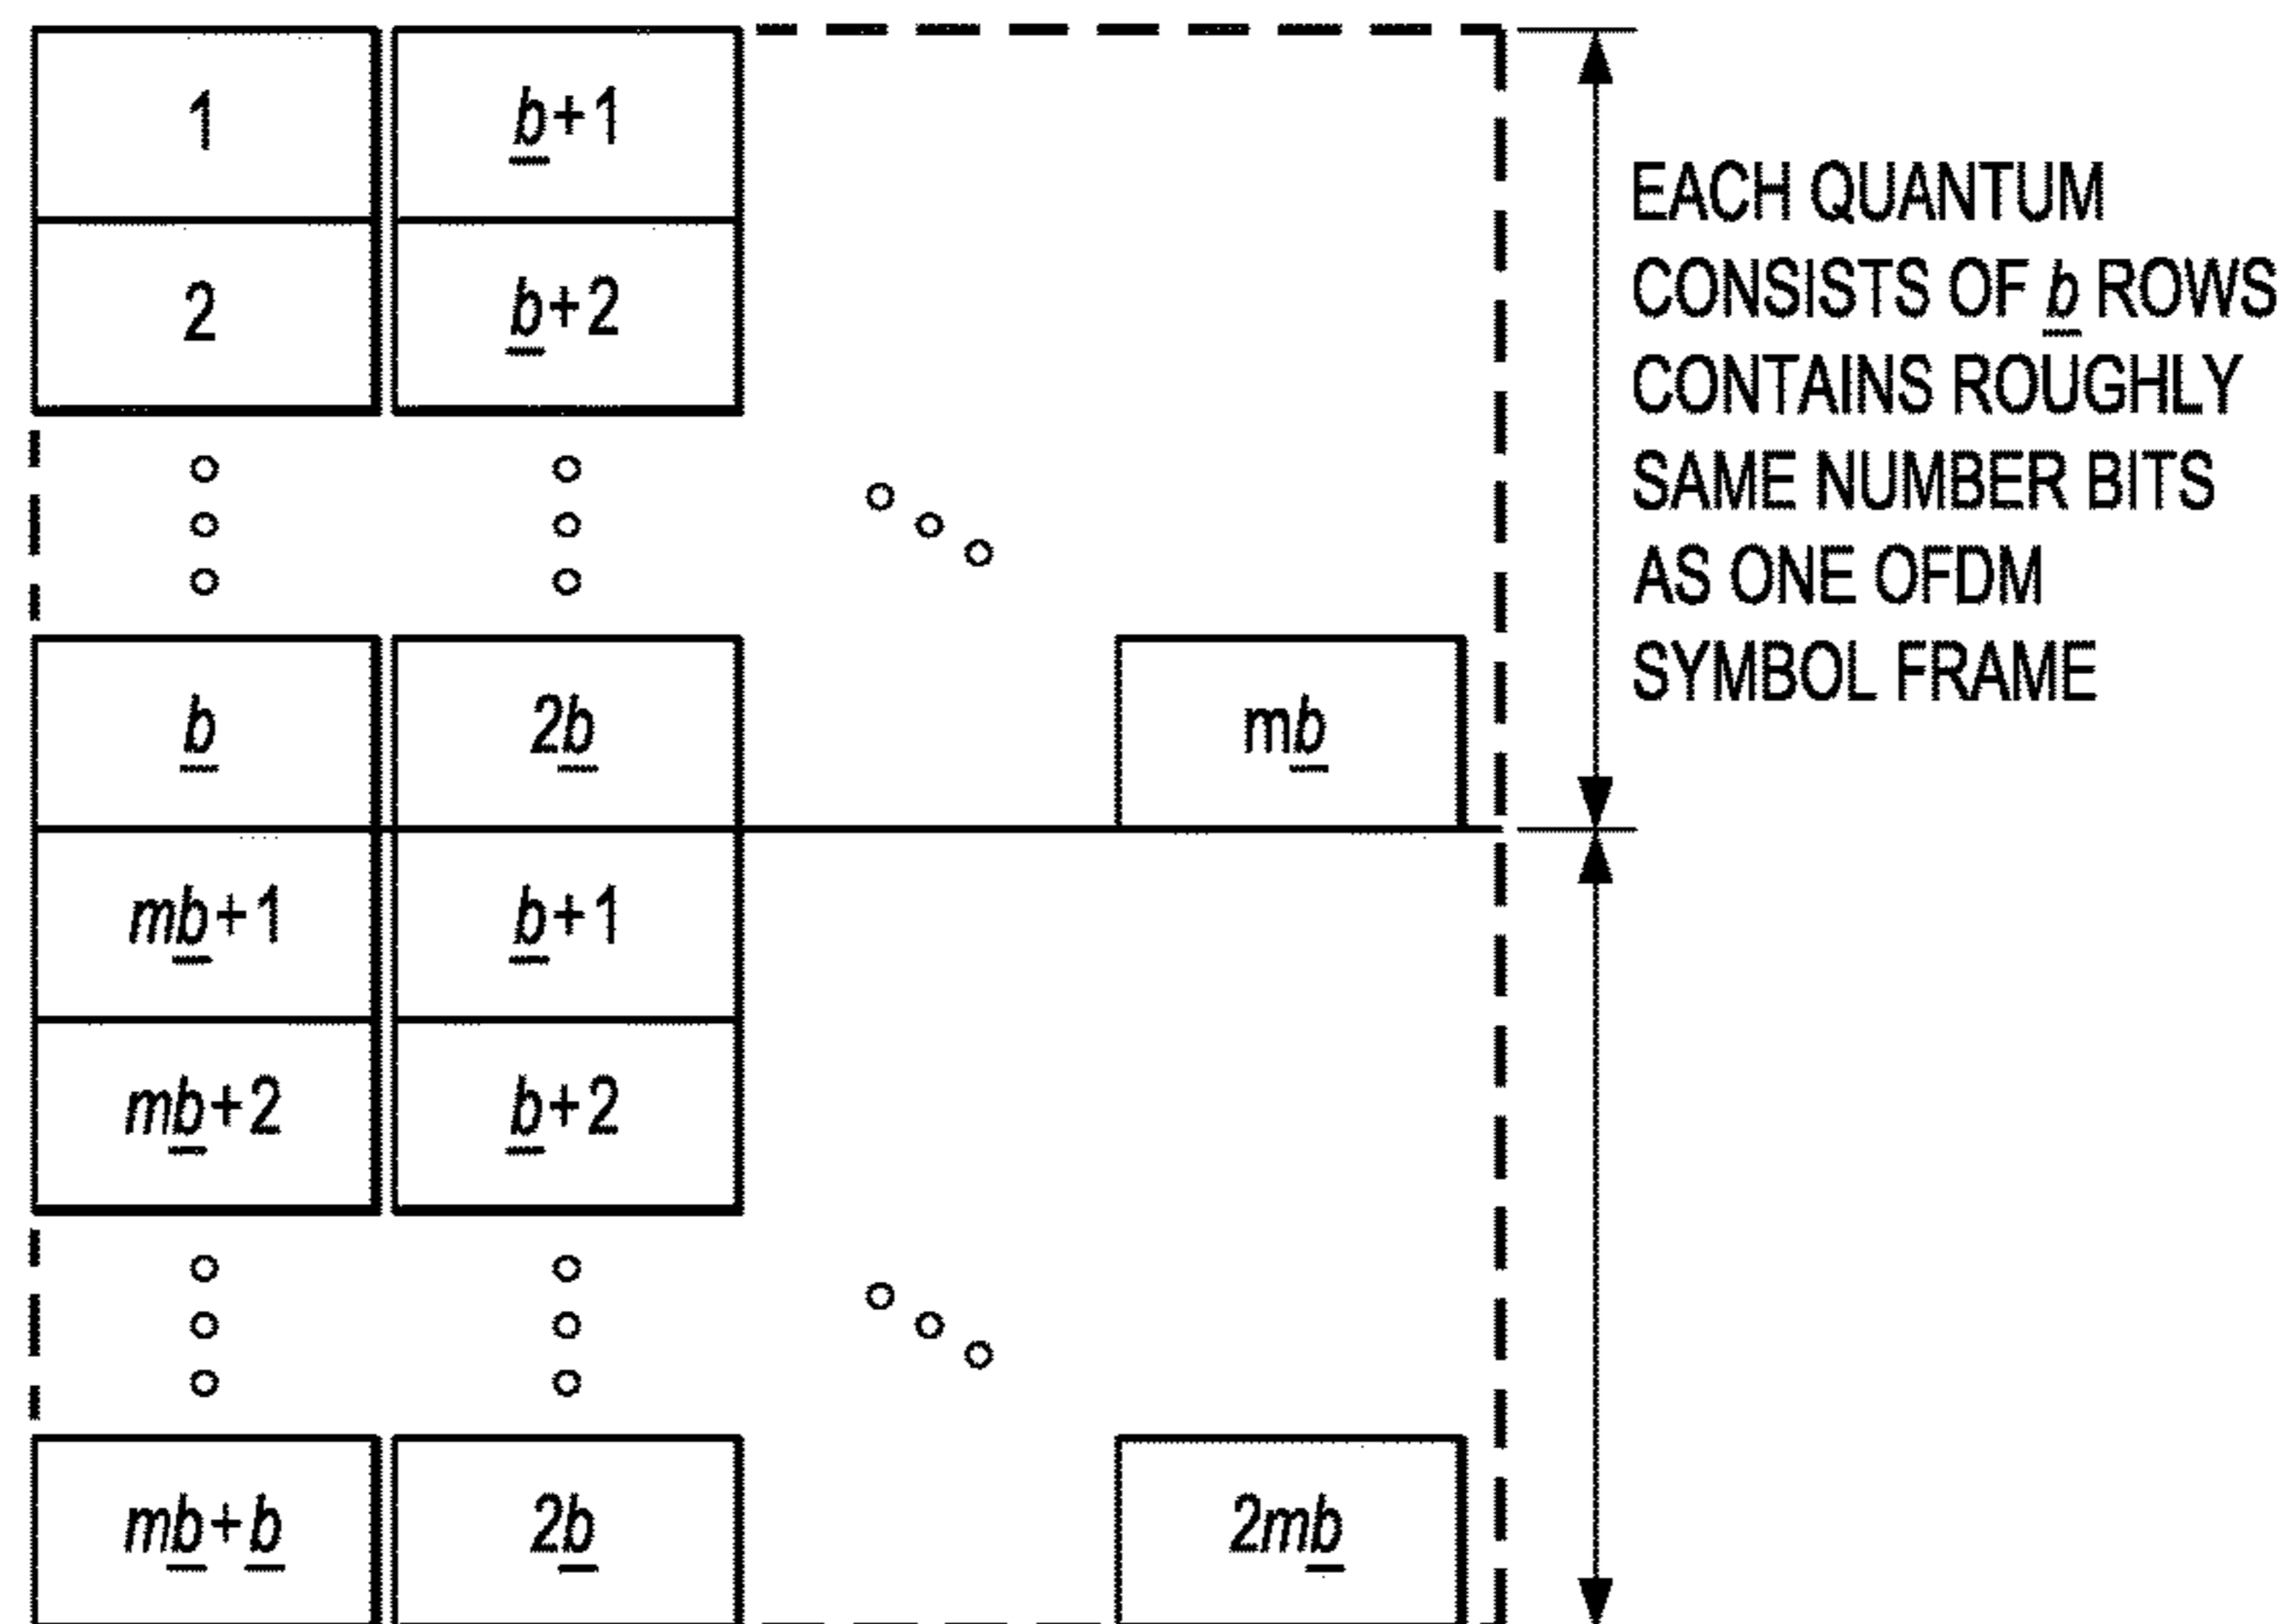 1 b+1
2 b+2
b 2b mb
mb+1 b+1
mb+2 b+2
mb+b 2b 2mb
EACH QUANTUM
CONSISTS OF b ROWS
CONTAINS ROUGHLY
SAME NUMBER BITS
AS ONE OFDM
SYMBOL FRAME